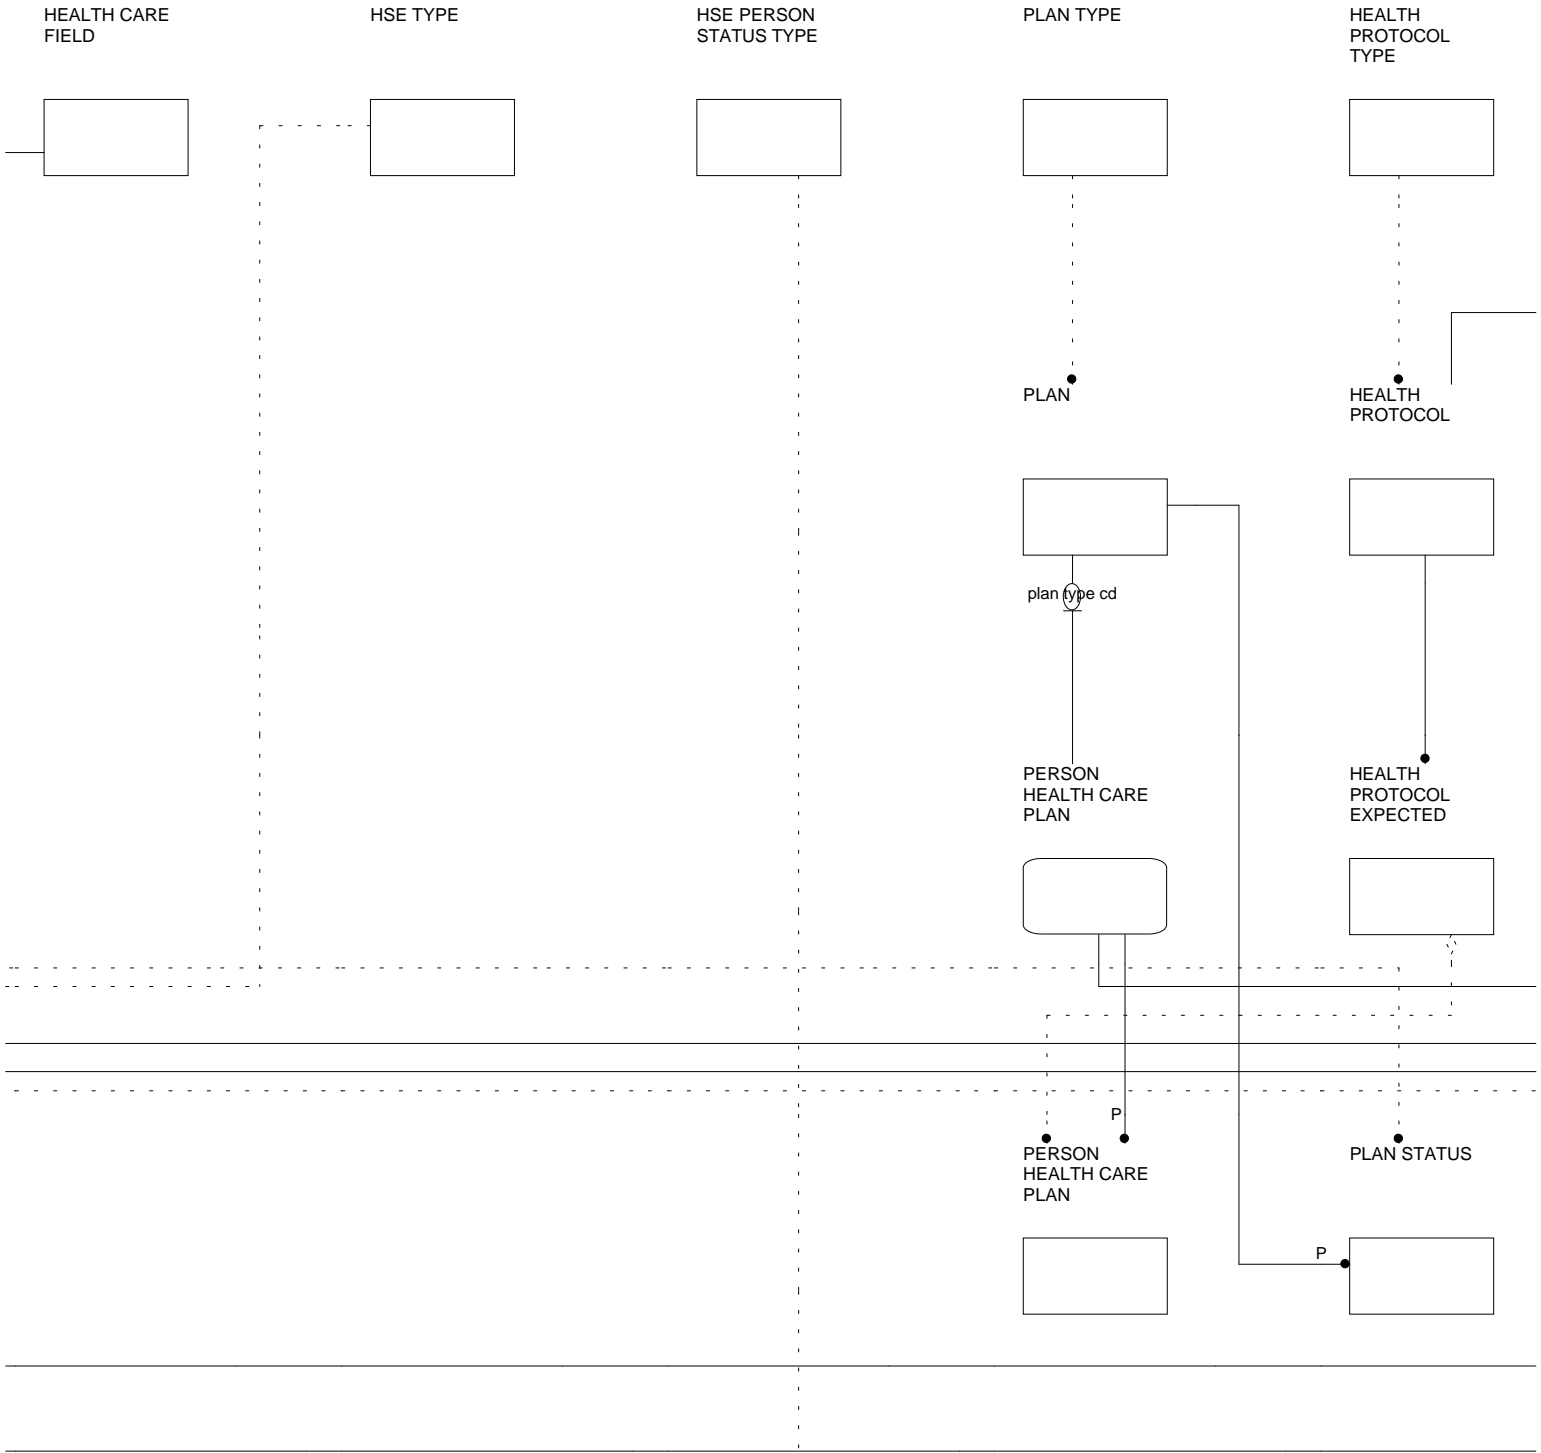 HEALTH CARE
FIELD
HSE TYPE
HSE PERSON
STATUS TYPE
PLAN TYPE
HEALTH
PROTOCOL
TYPE
PLAN
HEALTH
PROTOCOL
plan type cd
PERSON
HEALTH CARE
PLAN
HEALTH
PROTOCOL
EXPECTED
P
PERSON
HEALTH CARE
PLAN
PLAN STATUS
P